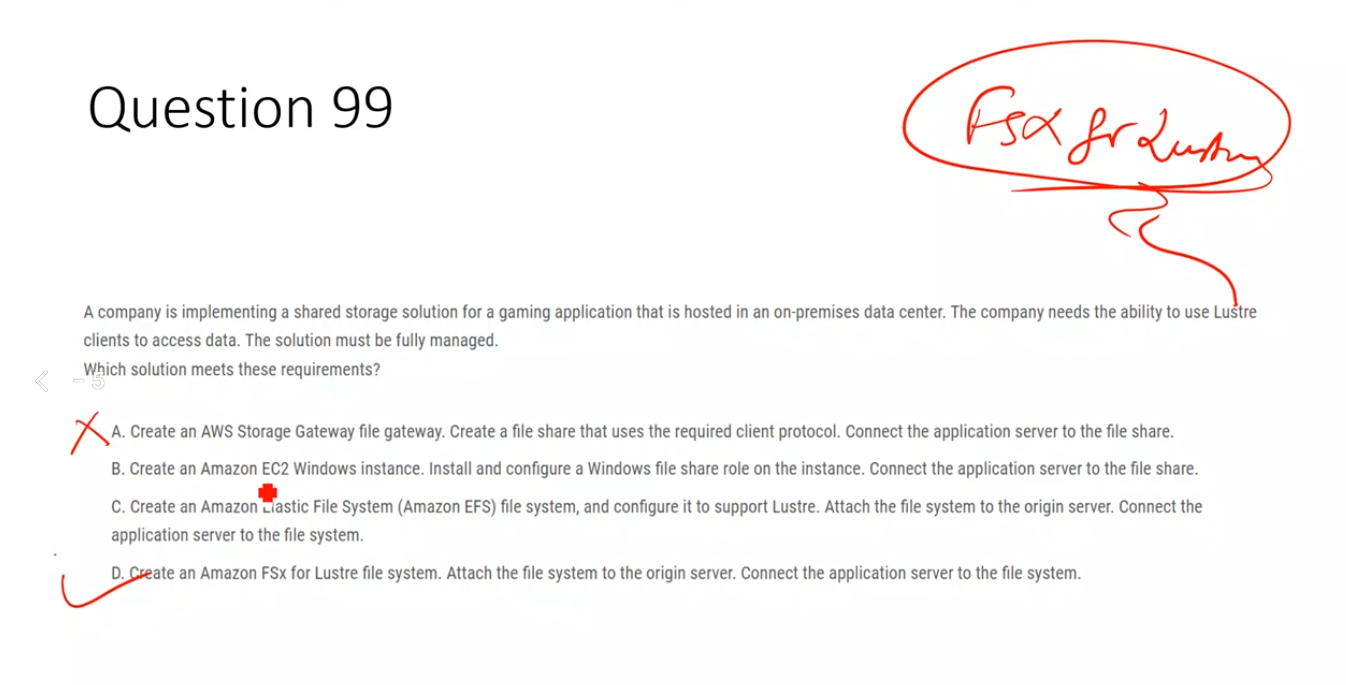 Question 99
FSx for Lustre
A company is implementing a shared storage solution for a gaming application that is hosted in an on-premises data center. The company needs the ability to use Lustre
clients to access data. The solution must be fully managed.
Which solution meets these requirements?
- 5
A. Create an AWS Storage Gateway file gateway. Create a file share that uses the required client protocol. Connect the application server to the file share.
B. Create an Amazon EC2 Windows instance. Install and configure a Windows file share role on the instance. Connect the application server to the file share.
C. Create an Amazon Elastic File System (Amazon EFS) file system, and configure it to support Lustre. Attach the file system to the origin server. Connect the
application server to the file system.
D. Create an Amazon FSx for Lustre file system. Attach the file system to the origin server. Connect the application server to the file system.